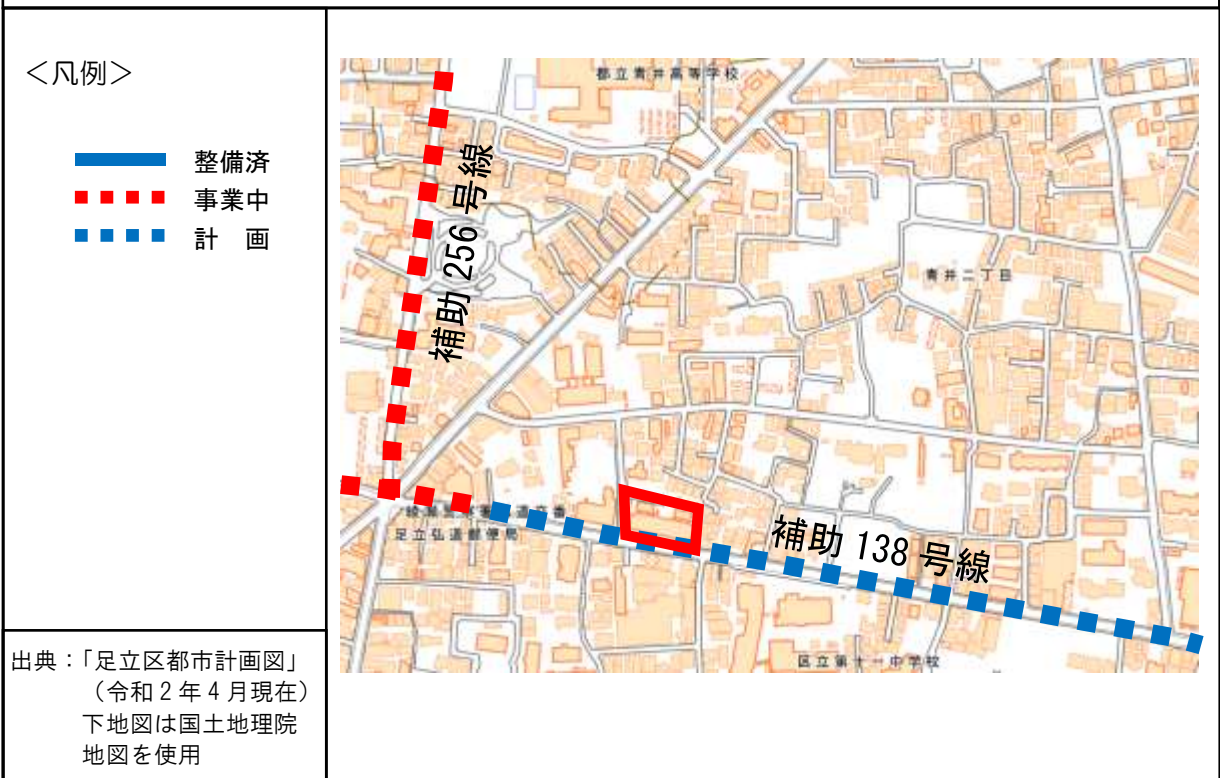 <凡例>
整備済
事業中
計　画
都立青井高等学校
補助 256 号線
青井二丁目
足立弘道郵便局
補助 138 号線
区立第十一中学校
出典：「足立区都市計画図」
（令和２年４月現在）
下地図は国土地理院
地図を使用